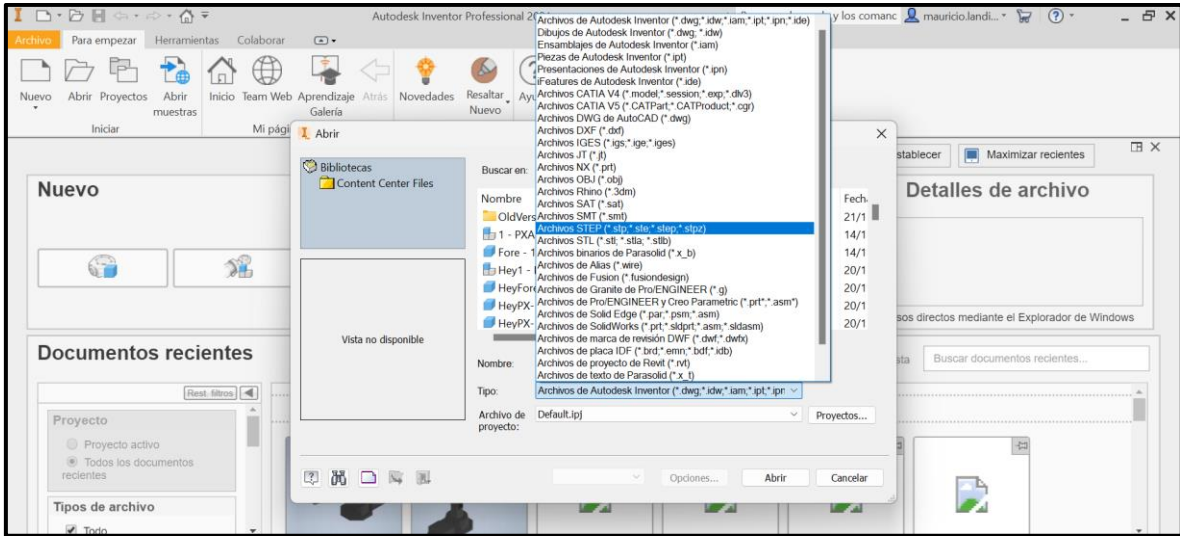 Autodesk Inventor Professional
y los comanc
mauricio.landi...
Archivo Para empezar Herramientas Colaborar
Nuevo Abrir Proyectos Abrir muestras Inicio Team Web Aprendizaje Galería Atrás Novedades Resaltar Nuevo
Iniciar Mi pági
Abrir
Bibliotecas
Content Center Files
Vista no disponible
Buscar en:
Nombre Fech
OldVers 21/1
1 - PXA 14/1
Fore - 1 14/1
Hey1 - 20/1
HeyFore 20/1
HeyPX- 20/1
HeyPX- 20/1
Archivos de Autodesk Inventor (*.dwg;*.idw;*.iam;*.ipt;*.ipn;*.ide)
Dibujos de Autodesk Inventor (*.dwg; *.idw)
Ensamblajes de Autodesk Inventor (*.iam)
Piezas de Autodesk Inventor (*.ipt)
Presentaciones de Autodesk Inventor (*.ipn)
iFeatures de Autodesk Inventor (*.ide)
Archivos CATIA V4 (*.model;*.session;*.exp;*.dlv3)
Archivos CATIA V5 (*.CATPart;*.CATProduct;*.cgr)
Archivos DWG de AutoCAD (*.dwg)
Archivos DXF (*.dxf)
Archivos IGES (*.igs;*.ige;*.iges)
Archivos JT (*.jt)
Archivos NX (*.prt)
Archivos OBJ (*.obj)
Archivos Rhino (*.3dm)
Archivos SAT (*.sat)
Archivos SMT (*.smt)
Archivos STEP (*.stp;*.ste;*.step;*.stpz)
Archivos STL (*.stl; *.stla; *.stlb)
Archivos binarios de Parasolid (*.x_b)
Archivos de Alias (*.wire)
Archivos de Fusion (*.fusiondesign)
Archivos de Granite de Pro/ENGINEER (*.g)
Archivos de Pro/ENGINEER y Creo Parametric (*.prt*;*.asm*)
Archivos de Solid Edge (*.par;*.psm;*.asm)
Archivos de SolidWorks (*.prt;*.sldprt;*.asm;*.sldasm)
Archivos de marca de revisión DWF (*.dwf;*.dwfx)
Archivos de placa IDF (*.brd;*.emn;*.bdf;*.idb)
Archivos de proyecto de Revit (*.rvt)
Archivos de texto de Parasolid (*.x_t)
Nombre:
Tipo: Archivos de Autodesk Inventor (*.dwg;*.idw;*.iam;*.ipt;*.ipn
Archivo de proyecto: Default.ipj Proyectos...
Opciones... Abrir Cancelar
stablecer Maximizar recientes
Nuevo
Detalles de archivo
sos directos mediante el Explorador de Windows
Documentos recientes
sta Buscar documentos recientes...
Rest. filtros
Proyecto
Proyecto activo
Todos los documentos
recientes
Tipos de archivo
Todo